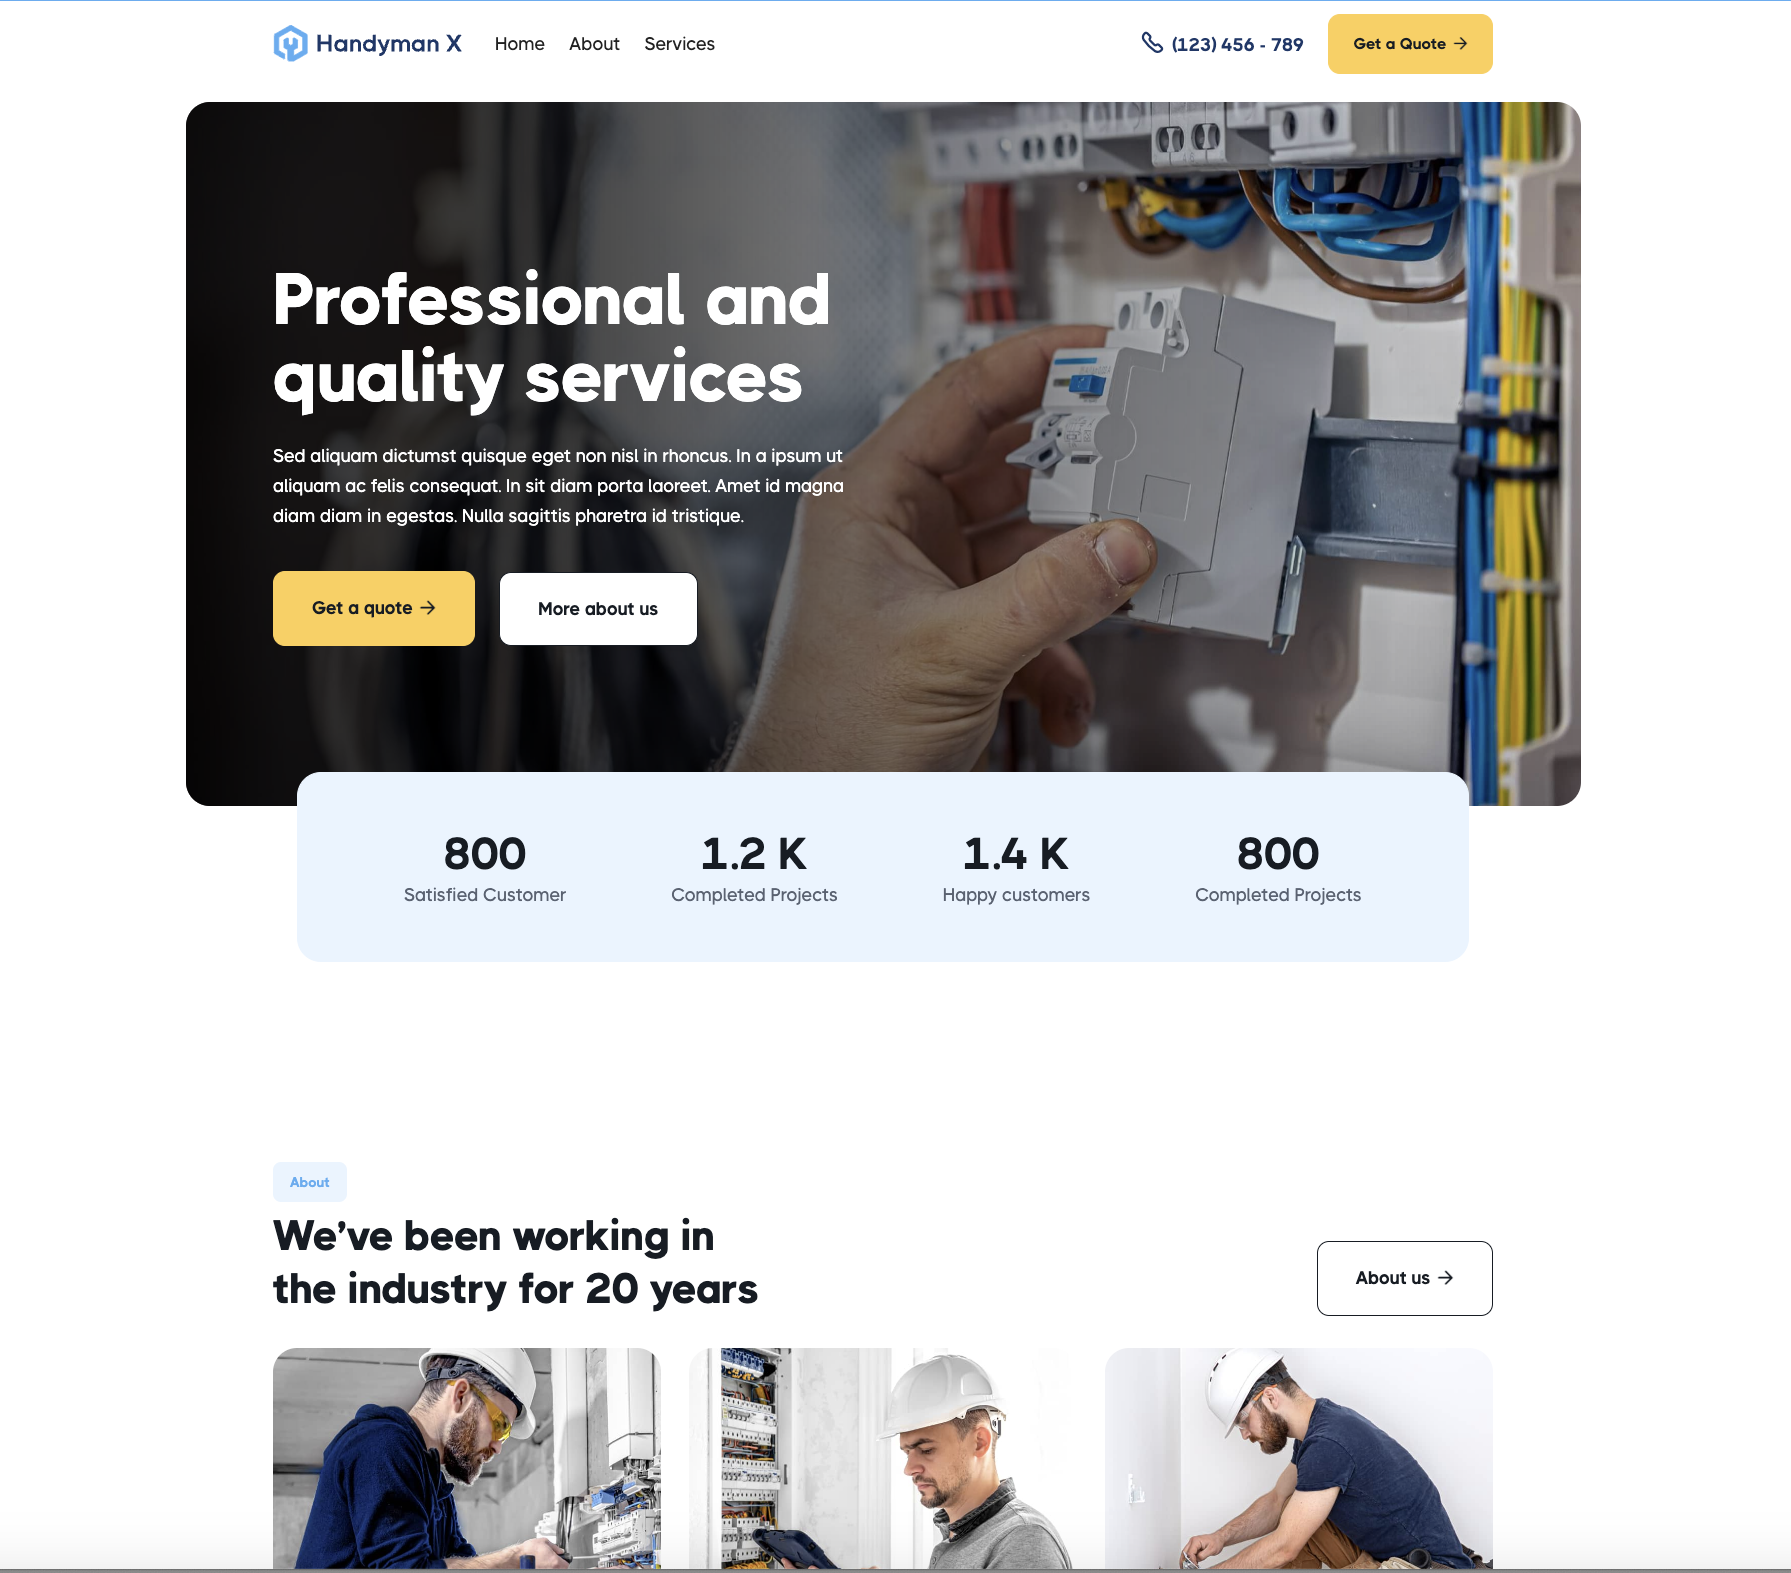 Handyman X
Home About Services
(123) 456 - 789
Get a Quote →
Professional and
quality services
Sed aliquam dictumst quisque eget non nisl in rhoncus. In a ipsum ut
aliquam ac felis consequat. In sit diam porta laoreet. Amet id magna
diam diam in egestas. Nulla sagittis pharetra id tristique.
Get a quote →
More about us
800
Satisfied Customer
1.2 K
Completed Projects
1.4 K
Happy customers
800
Completed Projects
About
We’ve been working in
the industry for 20 years
About us →